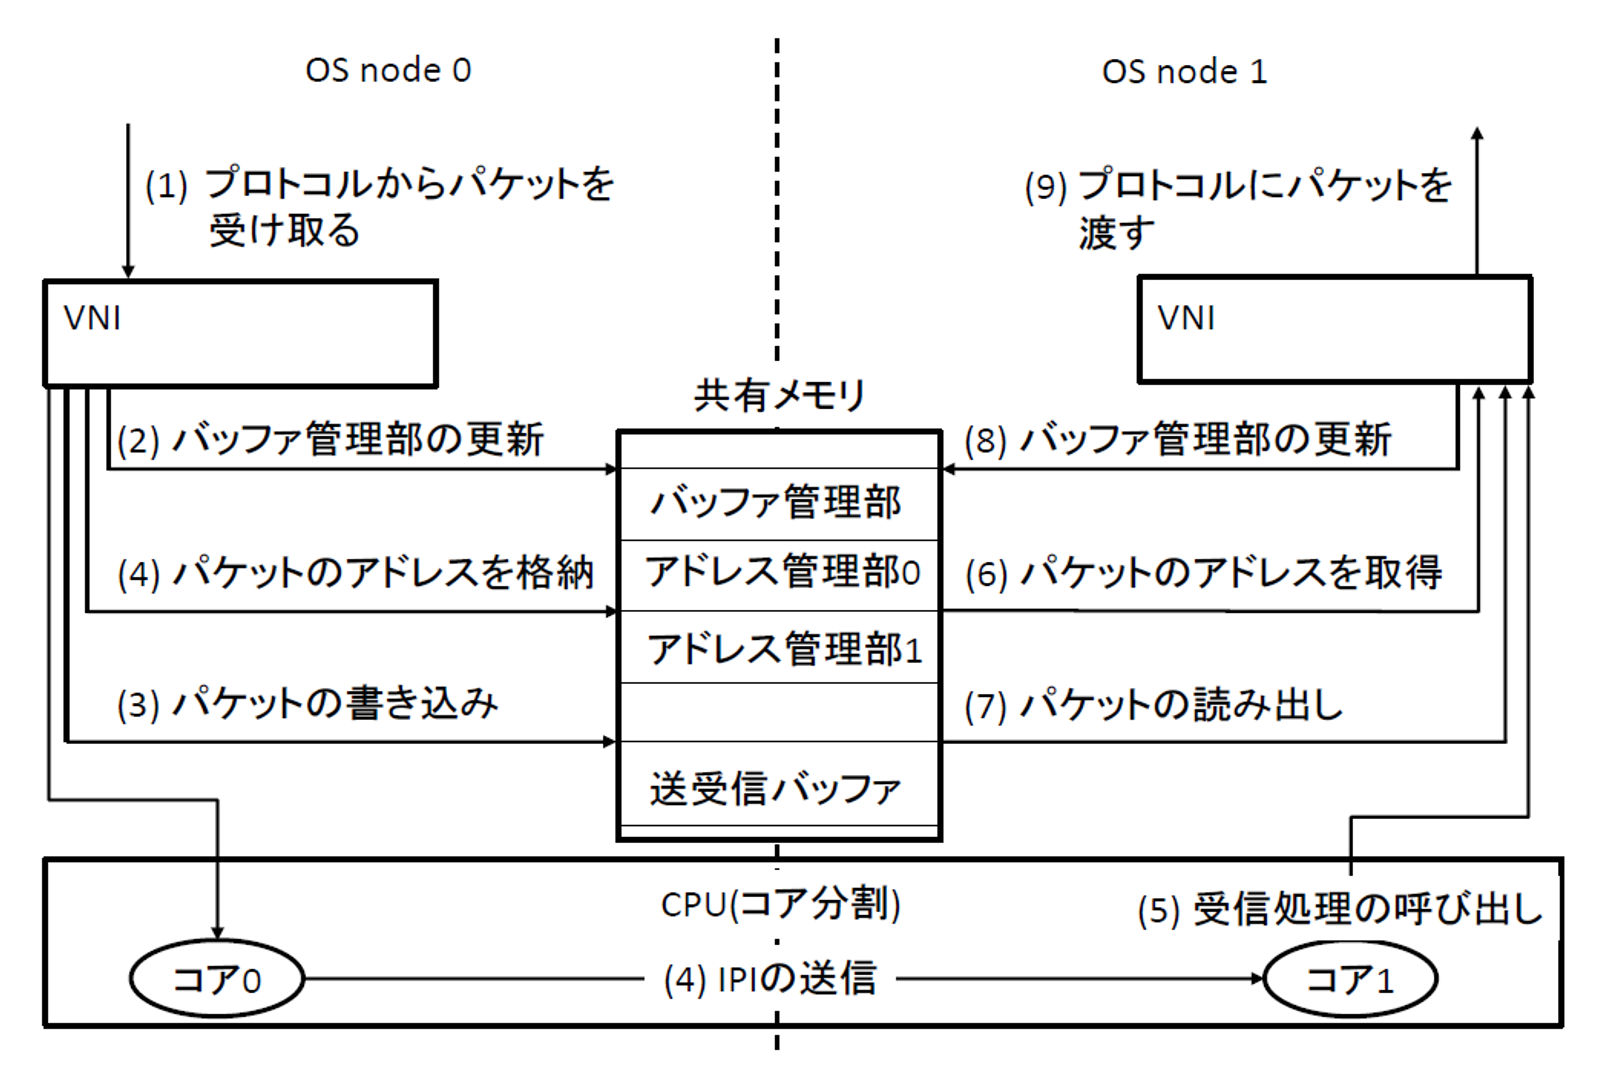 OS node 0
OS node 1
(1) プロトコルからパケットを
受け取る
(9) プロトコルにパケットを
渡す
VNI
VNI
共有メモリ
(2) バッファ管理部の更新
(8) バッファ管理部の更新
バッファ管理部
(4) パケットのアドレスを格納
アドレス管理部0
(6) パケットのアドレスを取得
アドレス管理部1
(3) パケットの書き込み
(7) パケットの読み出し
送受信バッファ
CPU(コア分割)
(5) 受信処理の呼び出し
コア0
(4) IPIの送信
コア1